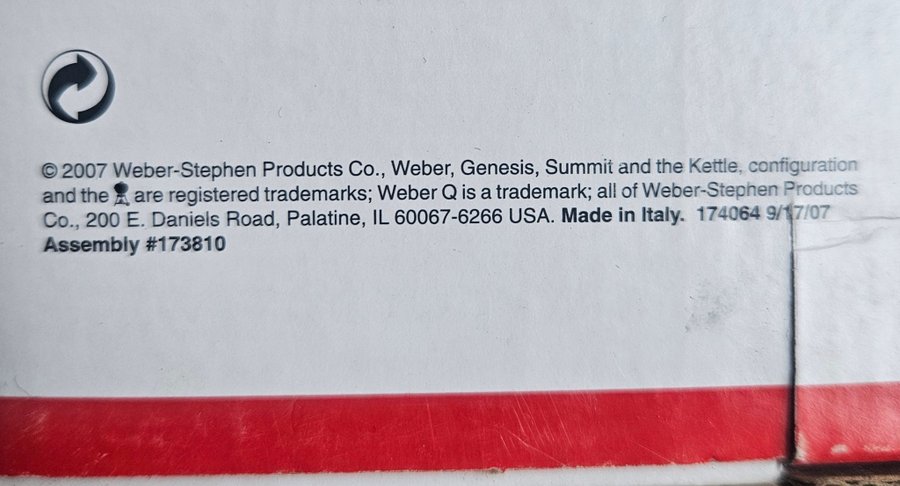 © 2007 Weber-Stephen Products Co., Weber, Genesis, Summit and the Kettle, configuration
and the are registered trademarks; Weber Q is a trademark; all of Weber-Stephen Products
Co., 200 E. Daniels Road, Palatine, IL 60067-6266 USA. Made in Italy. 174064 9/17/07
Assembly #173810